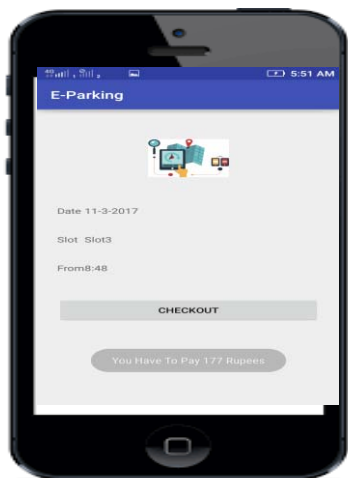 5:51 AM
E-Parking
Date 11-3-2017
Slot Slot3
From8:48
CHECKOUT
You Have To Pay 177 Rupees